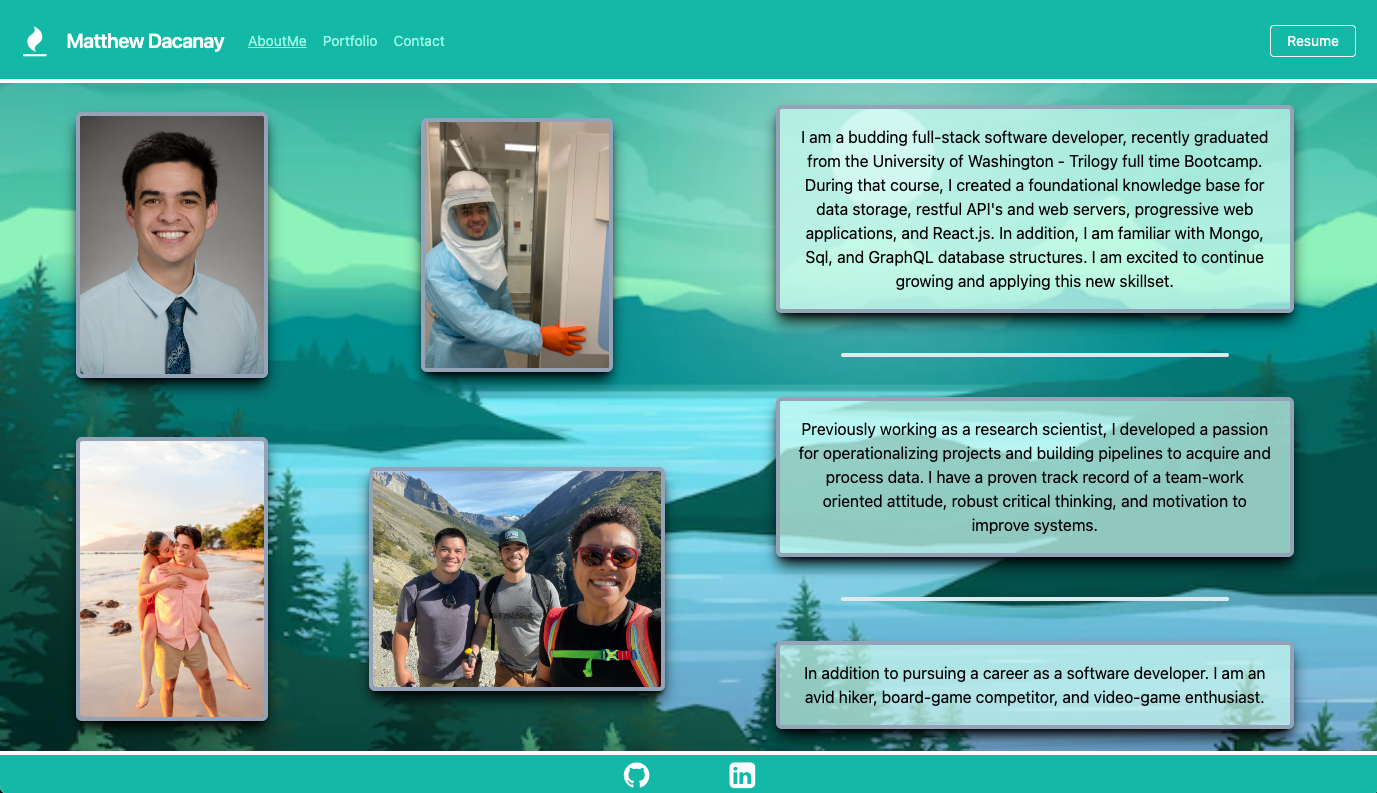 Matthew Dacanay
AboutMe
Portfolio
Contact
Resume
I am a budding full-stack software developer, recently graduated
from the University of Washington - Trilogy full time Bootcamp.
During that course, I created a foundational knowledge base for
data storage, restful API's and web servers, progressive web
applications, and React.js. In addition, I am familiar with Mongo,
Sql, and GraphQL database structures. I am excited to continue
growing and applying this new skillset.
Previously working as a research scientist, I developed a passion
for operationalizing projects and building pipelines to acquire and
process data. I have a proven track record of a team-work
oriented attitude, robust critical thinking, and motivation to
improve systems.
In addition to pursuing a career as a software developer. I am an
avid hiker, board-game competitor, and video-game enthusiast.
in